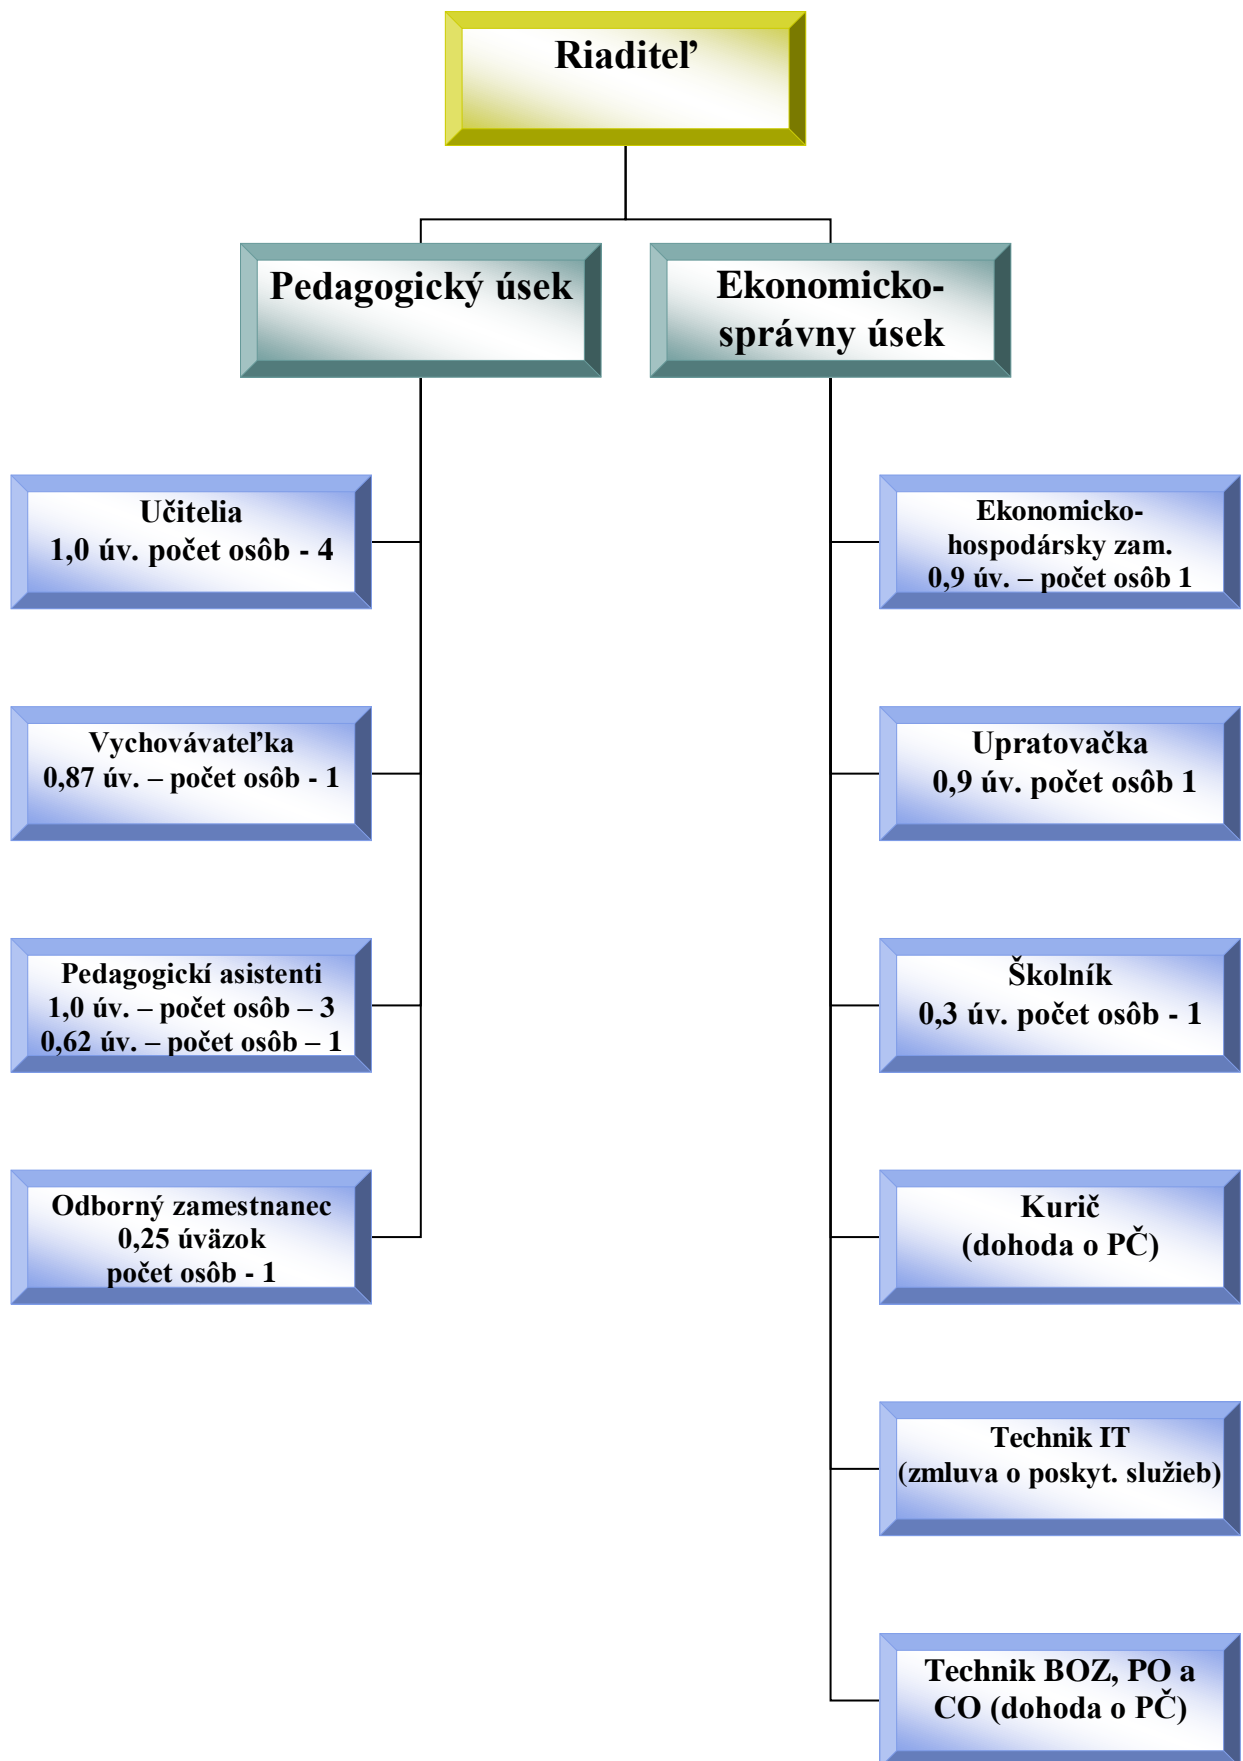 Riaditeľ
Pedagogický úsek
Ekonomicko-
správny úsek
Učitelia
1,0 úv. počet osôb - 4
Vychovávateľka
0,87 úv. – počet osôb - 1
Pedagogickí asistenti
1,0 úv. – počet osôb – 3
0,62 úv. – počet osôb – 1
Odborný zamestnanec
0,25 úväzok
počet osôb - 1
Ekonomicko-
hospodársky zam.
0,9 úv. – počet osôb 1
Upratovačka
0,9 úv. počet osôb 1
Školník
0,3 úv. počet osôb - 1
Kurič
(dohoda o PČ)
Technik IT
(zmluva o poskyt. služieb)
Technik BOZ, PO a
CO (dohoda o PČ)